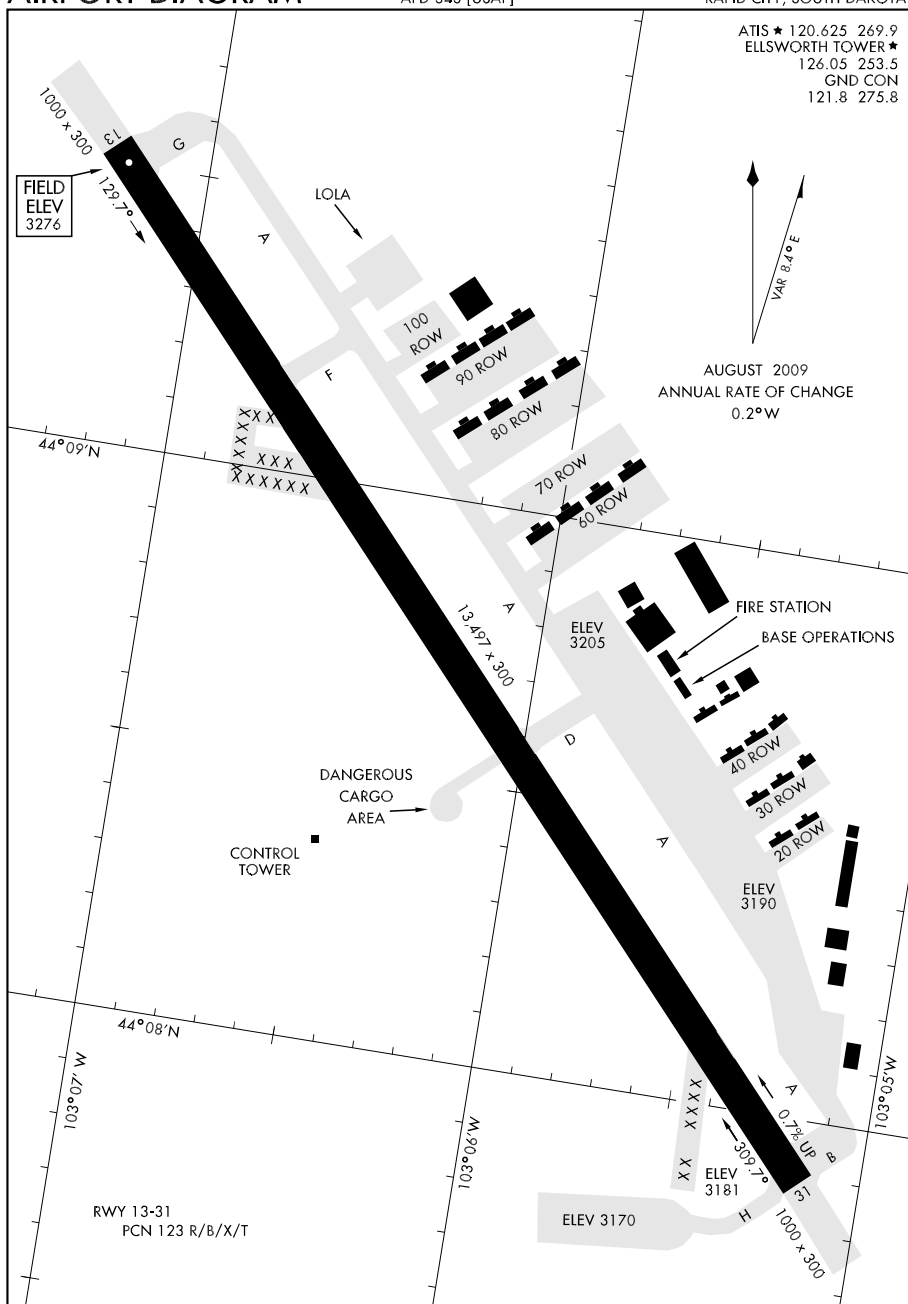 AIRPORT DIAGRAM
AFD-343 [USAF]
RAPID CITY, SOUTH DAKOTA
ATIS ★ 120.625 269.9
ELLSWORTH TOWER ★
126.05 253.5
GND CON
121.8 275.8
1000 x 300
13
G
FIELD
ELEV
3276
129.7°
LOLA
A
VAR 8.4° E
100
ROW
90 ROW
F
80 ROW
AUGUST 2009
ANNUAL RATE OF CHANGE
0.2° W
X X
X X X X X
X X X
X X X X X X
44°09'N
70 ROW
60 ROW
13,497 x 300
A
ELEV
3205
FIRE STATION
BASE OPERATIONS
D
40 ROW
30 ROW
20 ROW
DANGEROUS
CARGO
AREA
A
CONTROL
TOWER
ELEV
3190
44°08'N
103°07' W
103°06'W
103°05'W
X X X X
X X
A
0.7% UP
B
309.7°
ELEV
3181
31
H
ELEV 3170
1000 x 300
RWY 13-31
PCN 123 R/B/X/T